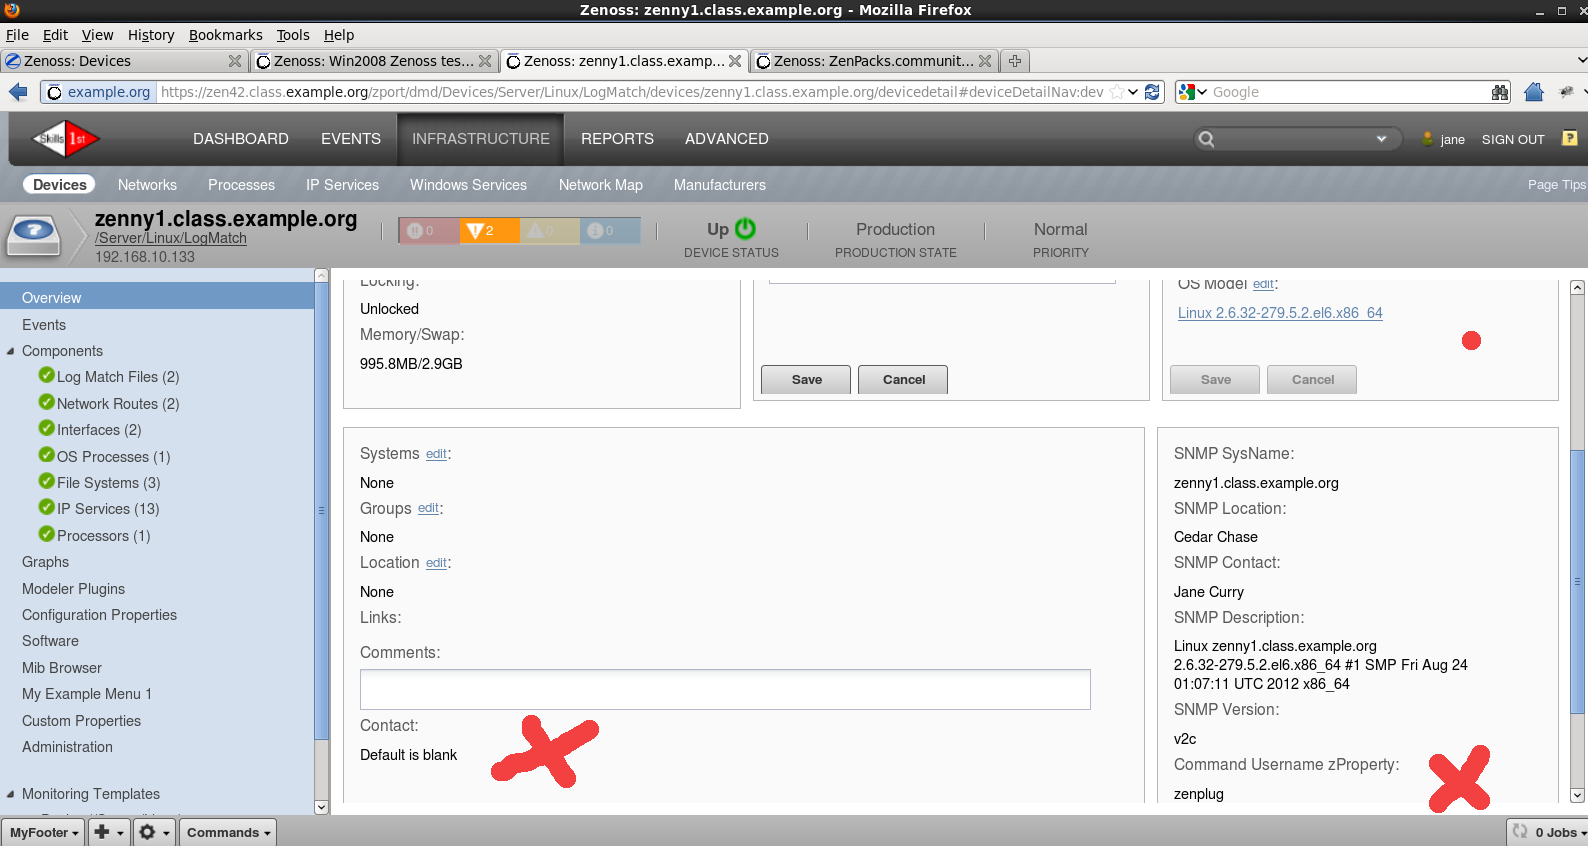 Zenoss: zenny1.class.example.org - Mozilla Firefox
File Edit View History Bookmarks Tools Help
Zenoss: Devices Zenoss: Win2008 Zenoss tes... Zenoss: zenny1.class.examp... Zenoss: ZenPacks.communit...
example.org https://zen42.class.example.org/zport/dmd/Devices/Server/Linux/LogMatch/devices/zenny1.class.example.org/devicedetail#deviceDetailNav:dev Google
Skills 1st DASHBOARD EVENTS INFRASTRUCTURE REPORTS ADVANCED jane SIGN OUT ?
Devices Networks Processes IP Services Windows Services Network Map Manufacturers Page Tips
zenny1.class.example.org
/Server/Linux/LogMatch
192.168.10.133
0 2 0 0
Up
DEVICE STATUS
Production
PRODUCTION STATE
Normal
PRIORITY
Overview
Events
Components
Log Match Files (2)
Network Routes (2)
Interfaces (2)
OS Processes (1)
File Systems (3)
IP Services (13)
Processors (1)
Graphs
Modeler Plugins
Configuration Properties
Software
Mib Browser
My Example Menu 1
Custom Properties
Administration
Monitoring Templates
Locking:
Unlocked
Memory/Swap:
995.8MB/2.9GB
Save Cancel
OS Model edit:
Linux 2.6.32-279.5.2.el6.x86_64
Save Cancel
Systems edit:
None
Groups edit:
None
Location edit:
None
Links:
Comments:
Contact:
Default is blank
SNMP SysName:
zenny1.class.example.org
SNMP Location:
Cedar Chase
SNMP Contact:
Jane Curry
SNMP Description:
Linux zenny1.class.example.org
2.6.32-279.5.2.el6.x86_64 #1 SMP Fri Aug 24
01:07:11 UTC 2012 x86_64
SNMP Version:
v2c
Command Username zProperty:
zenplug
MyFooter Commands 0 Jobs